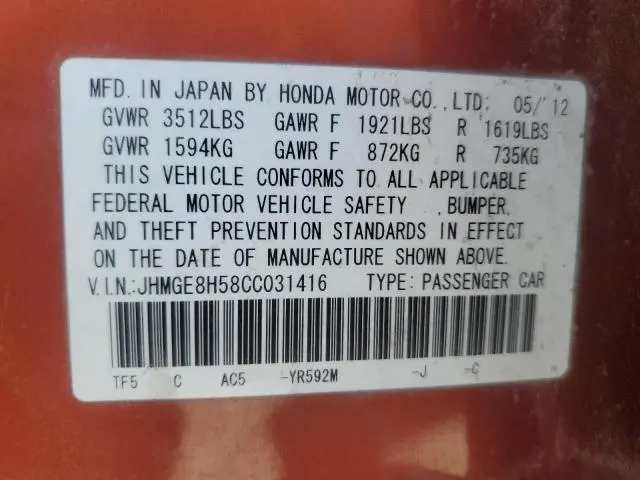 MFD. IN JAPAN BY HONDA MOTOR CO., LTD. 05/'12
GVWR 3512LBS GAWR F 1921LBS R 1619LBS
GVWR 1594KG GAWR F 872KG R 735KG
THIS VEHICLE CONFORMS TO ALL APPLICABLE
FEDERAL MOTOR VEHICLE SAFETY , BUMPER,
AND THEFT PREVENTION STANDARDS IN EFFECT
ON THE DATE OF MANUFACTURE SHOWN ABOVE.
V.I.N.:JHMGE8H58CC031416 TYPE: PASSENGER CAR
TF5 C AC5 -YR592M -J -C